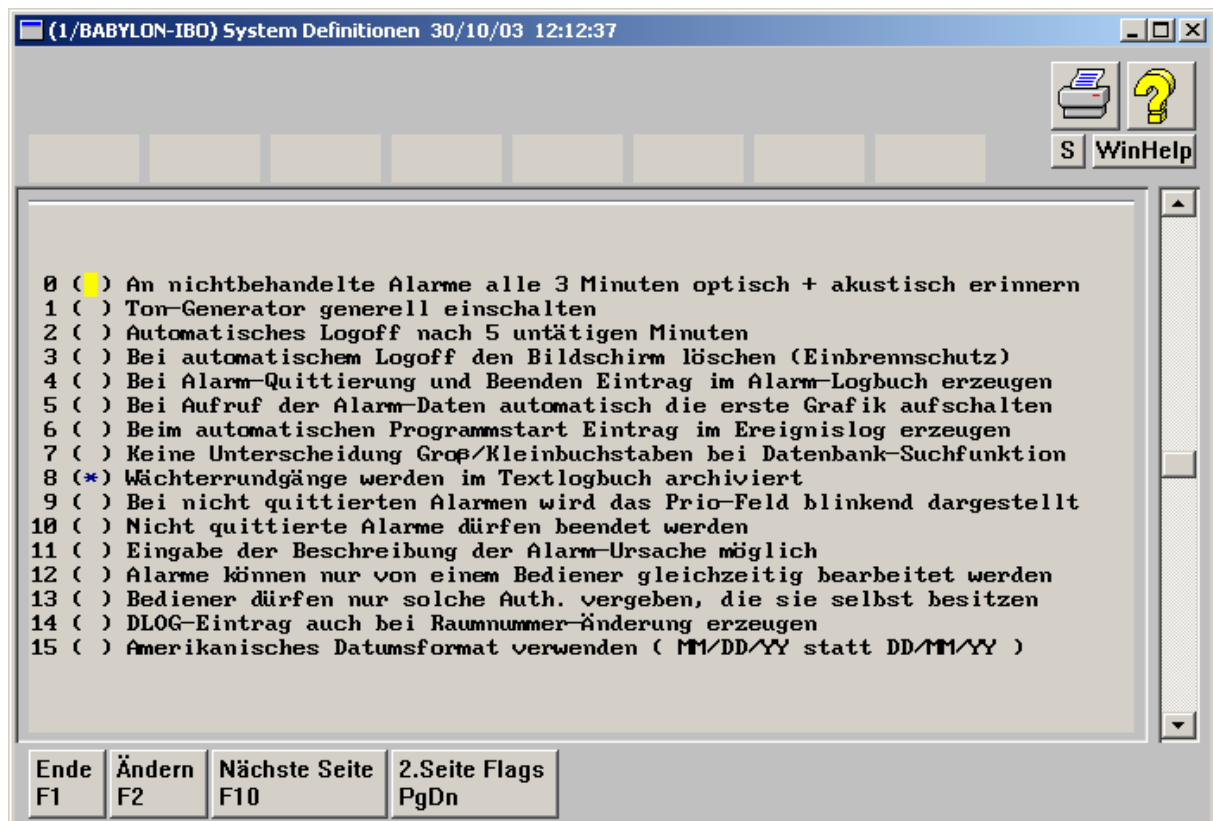 (1/BABYLON-IBO) System Definitionen 30/10/03 12:12:37
S WinHelp
0 ( ) An nichtbehandelte Alarme alle 3 Minuten optisch + akustisch erinnern
1 ( ) Ton-Generator generell einschalten
2 ( ) Automatisches Logoff nach 5 untätigen Minuten
3 ( ) Bei automatischem Logoff den Bildschirm löschen (Einbrennschutz)
4 ( ) Bei Alarm-Quittierung und Beenden Eintrag im Alarm-Logbuch erzeugen
5 ( ) Bei Aufruf der Alarm-Daten automatisch die erste Grafik aufschalten
6 ( ) Beim automatischen Programmstart Eintrag im Ereignislog erzeugen
7 ( ) Keine Unterscheidung Groß/Kleinbuchstaben bei Datenbank-Suchfunktion
8 (*) Wächterrundgänge werden im Textlogbuch archiviert
9 ( ) Bei nicht quittierten Alarmen wird das Prio-Feld blinkend dargestellt
10 ( ) Nicht quittierte Alarme dürfen beendet werden
11 ( ) Eingabe der Beschreibung der Alarm-Ursache möglich
12 ( ) Alarme können nur von einem Bediener gleichzeitig bearbeitet werden
13 ( ) Bediener dürfen nur solche Auth. vergeben, die sie selbst besitzen
14 ( ) DLOG-Eintrag auch bei Raumnummer-Änderung erzeugen
15 ( ) Amerikanisches Datumsformat verwenden ( MM/DD/YY statt DD/MM/YY )
Ende Ändern Nächste Seite 2.Seite Flags
F1 F2 F10 PgDn